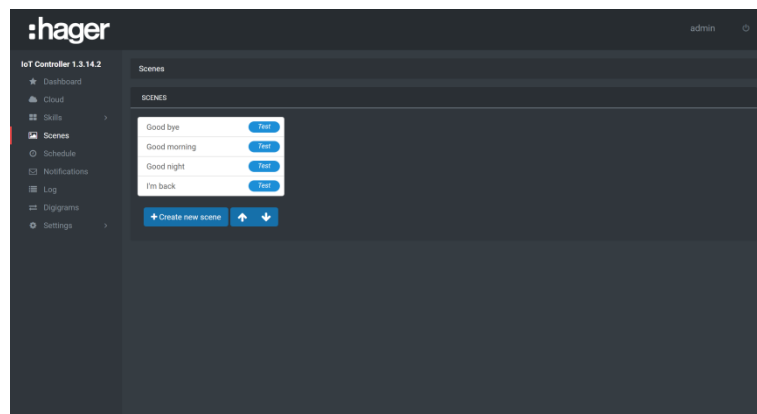 :hager
admin
IoT Controller 1.3.14.2
Dashboard
Cloud
Skills
Scenes
Schedule
Notifications
Log
Digigrams
Settings
Scenes
SCENES
Good bye Test
Good morning Test
Good night Test
I'm back Test
+ Create new scene